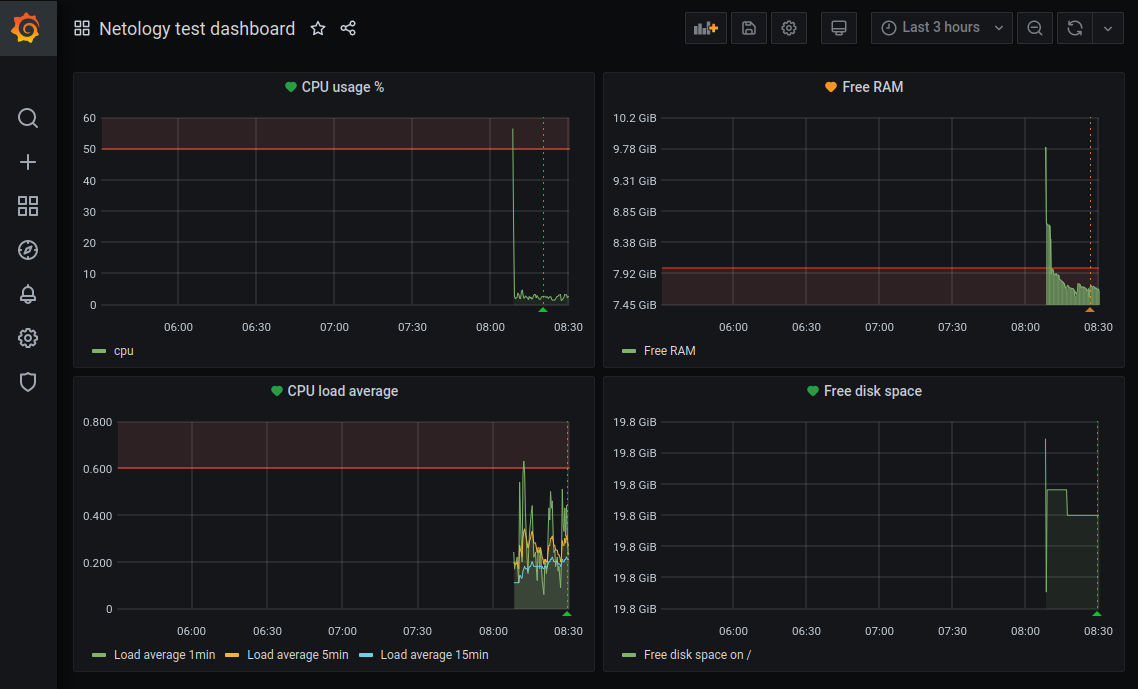 Netology test dashboard
Last 3 hours
CPU usage %
60
50
40
30
20
10
0
06:00 06:30 07:00 07:30 08:00 08:30
cpu
Free RAM
10.2 GiB
9.78 GiB
9.31 GiB
8.85 GiB
8.38 GiB
7.92 GiB
7.45 GiB
06:00 06:30 07:00 07:30 08:00 08:30
Free RAM
CPU load average
0.800
0.600
0.400
0.200
0
06:00 06:30 07:00 07:30 08:00 08:30
Load average 1min Load average 5min Load average 15min
Free disk space
19.8 GiB
19.8 GiB
19.8 GiB
19.8 GiB
19.8 GiB
19.8 GiB
19.8 GiB
06:00 06:30 07:00 07:30 08:00 08:30
Free disk space on /